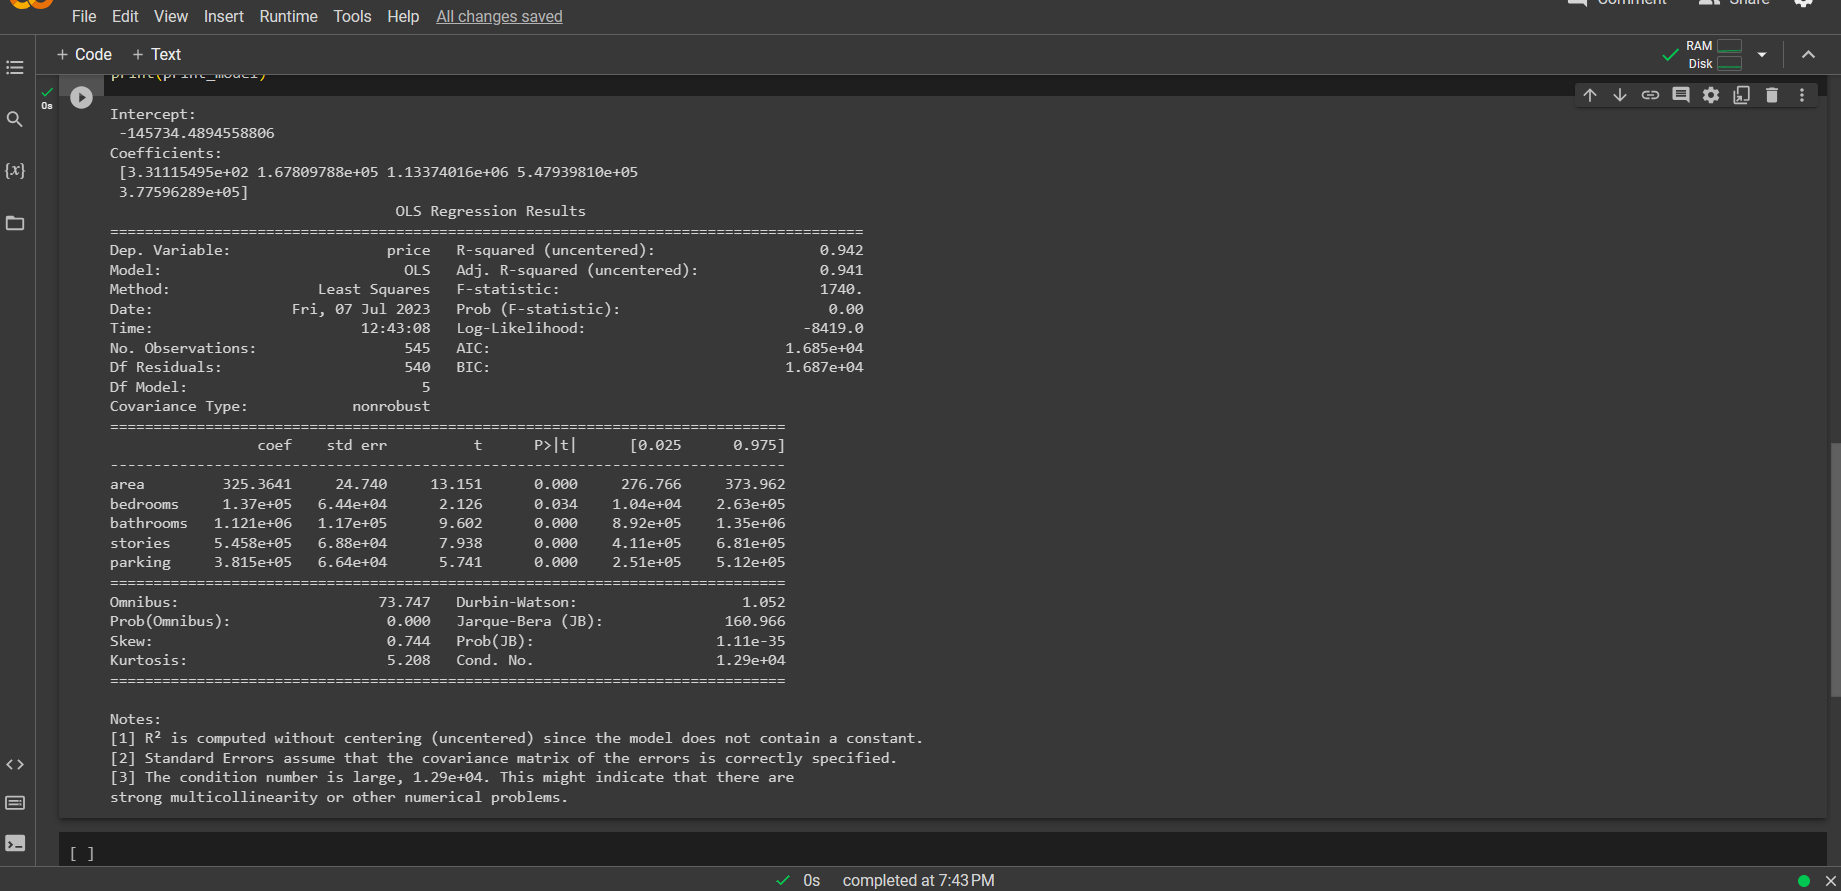 File Edit View Insert Runtime Tools Help All changes saved
Comment Share
+ Code + Text
RAM
Disk
print(print_model)
0s
Intercept:
-145734.4894558806
Coefficients:
[3.31115495e+02 1.67809788e+05 1.13374016e+06 5.47939810e+05
3.77596289e+05]
OLS Regression Results
==============================================================================
Dep. Variable: price R-squared (uncentered): 0.942
Model: OLS Adj. R-squared (uncentered): 0.941
Method: Least Squares F-statistic: 1740.
Date: Fri, 07 Jul 2023 Prob (F-statistic): 0.00
Time: 12:43:08 Log-Likelihood: -8419.0
No. Observations: 545 AIC: 1.685e+04
Df Residuals: 540 BIC: 1.687e+04
Df Model: 5
Covariance Type: nonrobust
==============================================================================
coef std err t P>|t| [0.025 0.975]
------------------------------------------------------------------------------
area 325.3641 24.740 13.151 0.000 276.766 373.962
bedrooms 1.37e+05 6.44e+04 2.126 0.034 1.04e+04 2.63e+05
bathrooms 1.121e+06 1.17e+05 9.602 0.000 8.92e+05 1.35e+06
stories 5.458e+05 6.88e+04 7.938 0.000 4.11e+05 6.81e+05
parking 3.815e+05 6.64e+04 5.741 0.000 2.51e+05 5.12e+05
==============================================================================
Omnibus: 73.747 Durbin-Watson: 1.052
Prob(Omnibus): 0.000 Jarque-Bera (JB): 160.966
Skew: 0.744 Prob(JB): 1.11e-35
Kurtosis: 5.208 Cond. No. 1.29e+04
==============================================================================
Notes:
[1] R² is computed without centering (uncentered) since the model does not contain a constant.
[2] Standard Errors assume that the covariance matrix of the errors is correctly specified.
[3] The condition number is large, 1.29e+04. This might indicate that there are
strong multicollinearity or other numerical problems.
[ ]
0s completed at 7:43 PM